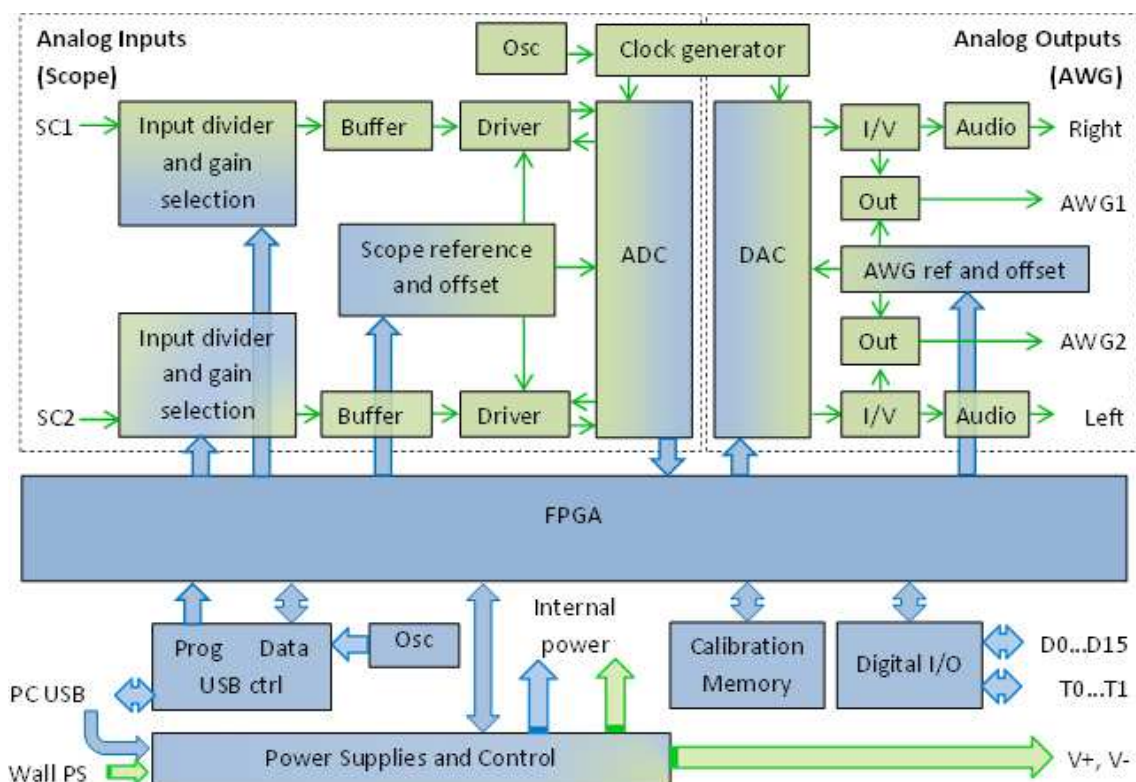 Analog Inputs
(Scope)
Osc
Clock generator
Analog Outputs
(AWG)
SC1
Input divider
and gain
selection
Buffer
Driver
I/V
Audio
Right
Out
AWG1
Scope reference
and offset
ADC
DAC
AWG ref and offset
Input divider
and gain
selection
Out
AWG2
SC2
Buffer
Driver
I/V
Audio
Left
FPGA
Prog Data
USB ctrl
Osc
Internal
power
Calibration
Memory
Digital I/O
D0...D15
T0...T1
PC USB
Wall PS
Power Supplies and Control
V+, V-